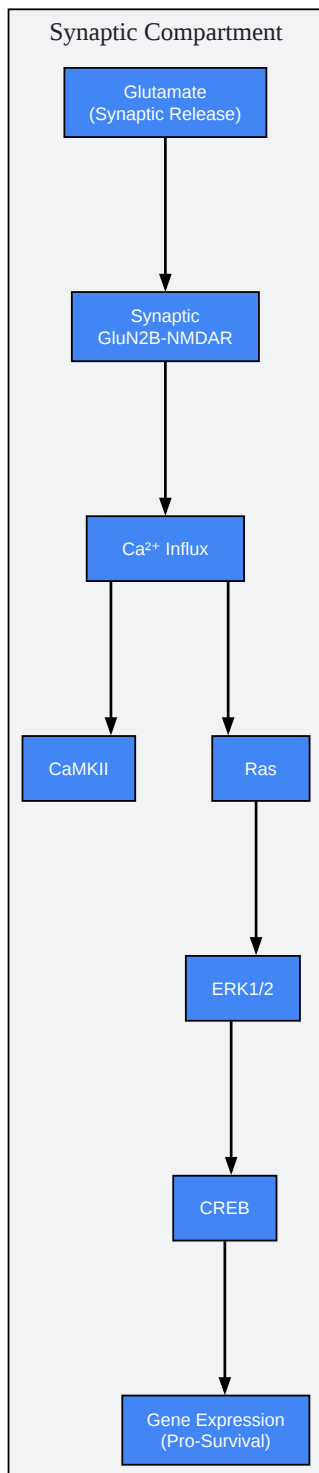 Synaptic Compartment
Glutamate
(Synaptic Release)
Synaptic
GluN2B-NMDAR
Ca²⁺ Influx
CaMKII
Ras
ERK1/2
CREB
Gene Expression
(Pro-Survival)